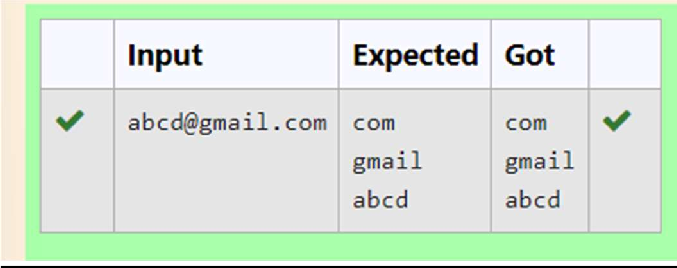 Input Expected Got
abcd@gmail.com com com
gmail gmail
abcd abcd